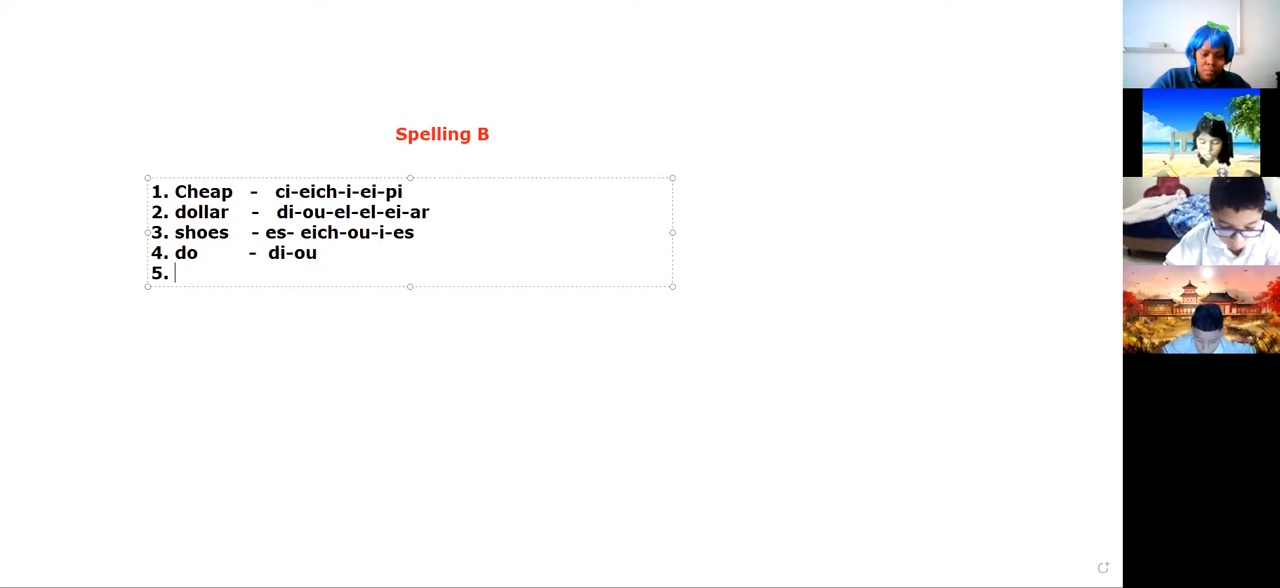 Spelling B
1. Cheap - ci-eich-i-ei-pi
2. dollar - di-ou-el-el-ei-ar
3. shoes - es- eich-ou-i-es
4. do - di-ou
5.